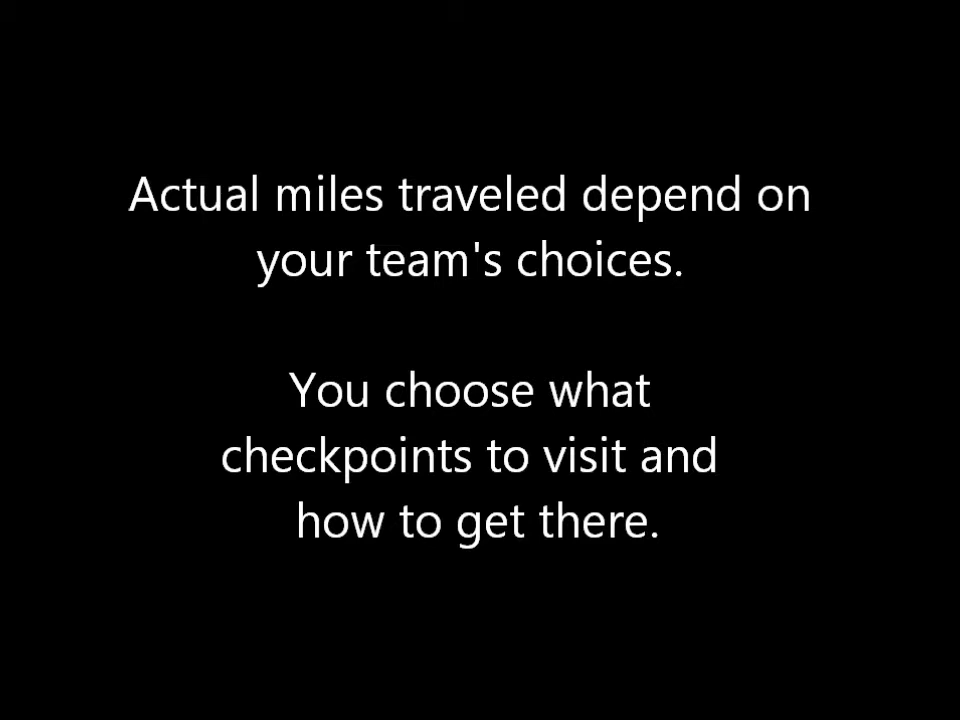 Actual miles traveled depend on
your team's choices.
You choose what
checkpoints to visit and
how to get there.